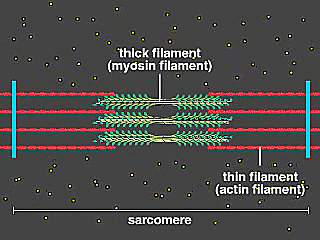 thick filament
(myosin filament)
thin filament
(actin filament)
sarcomere